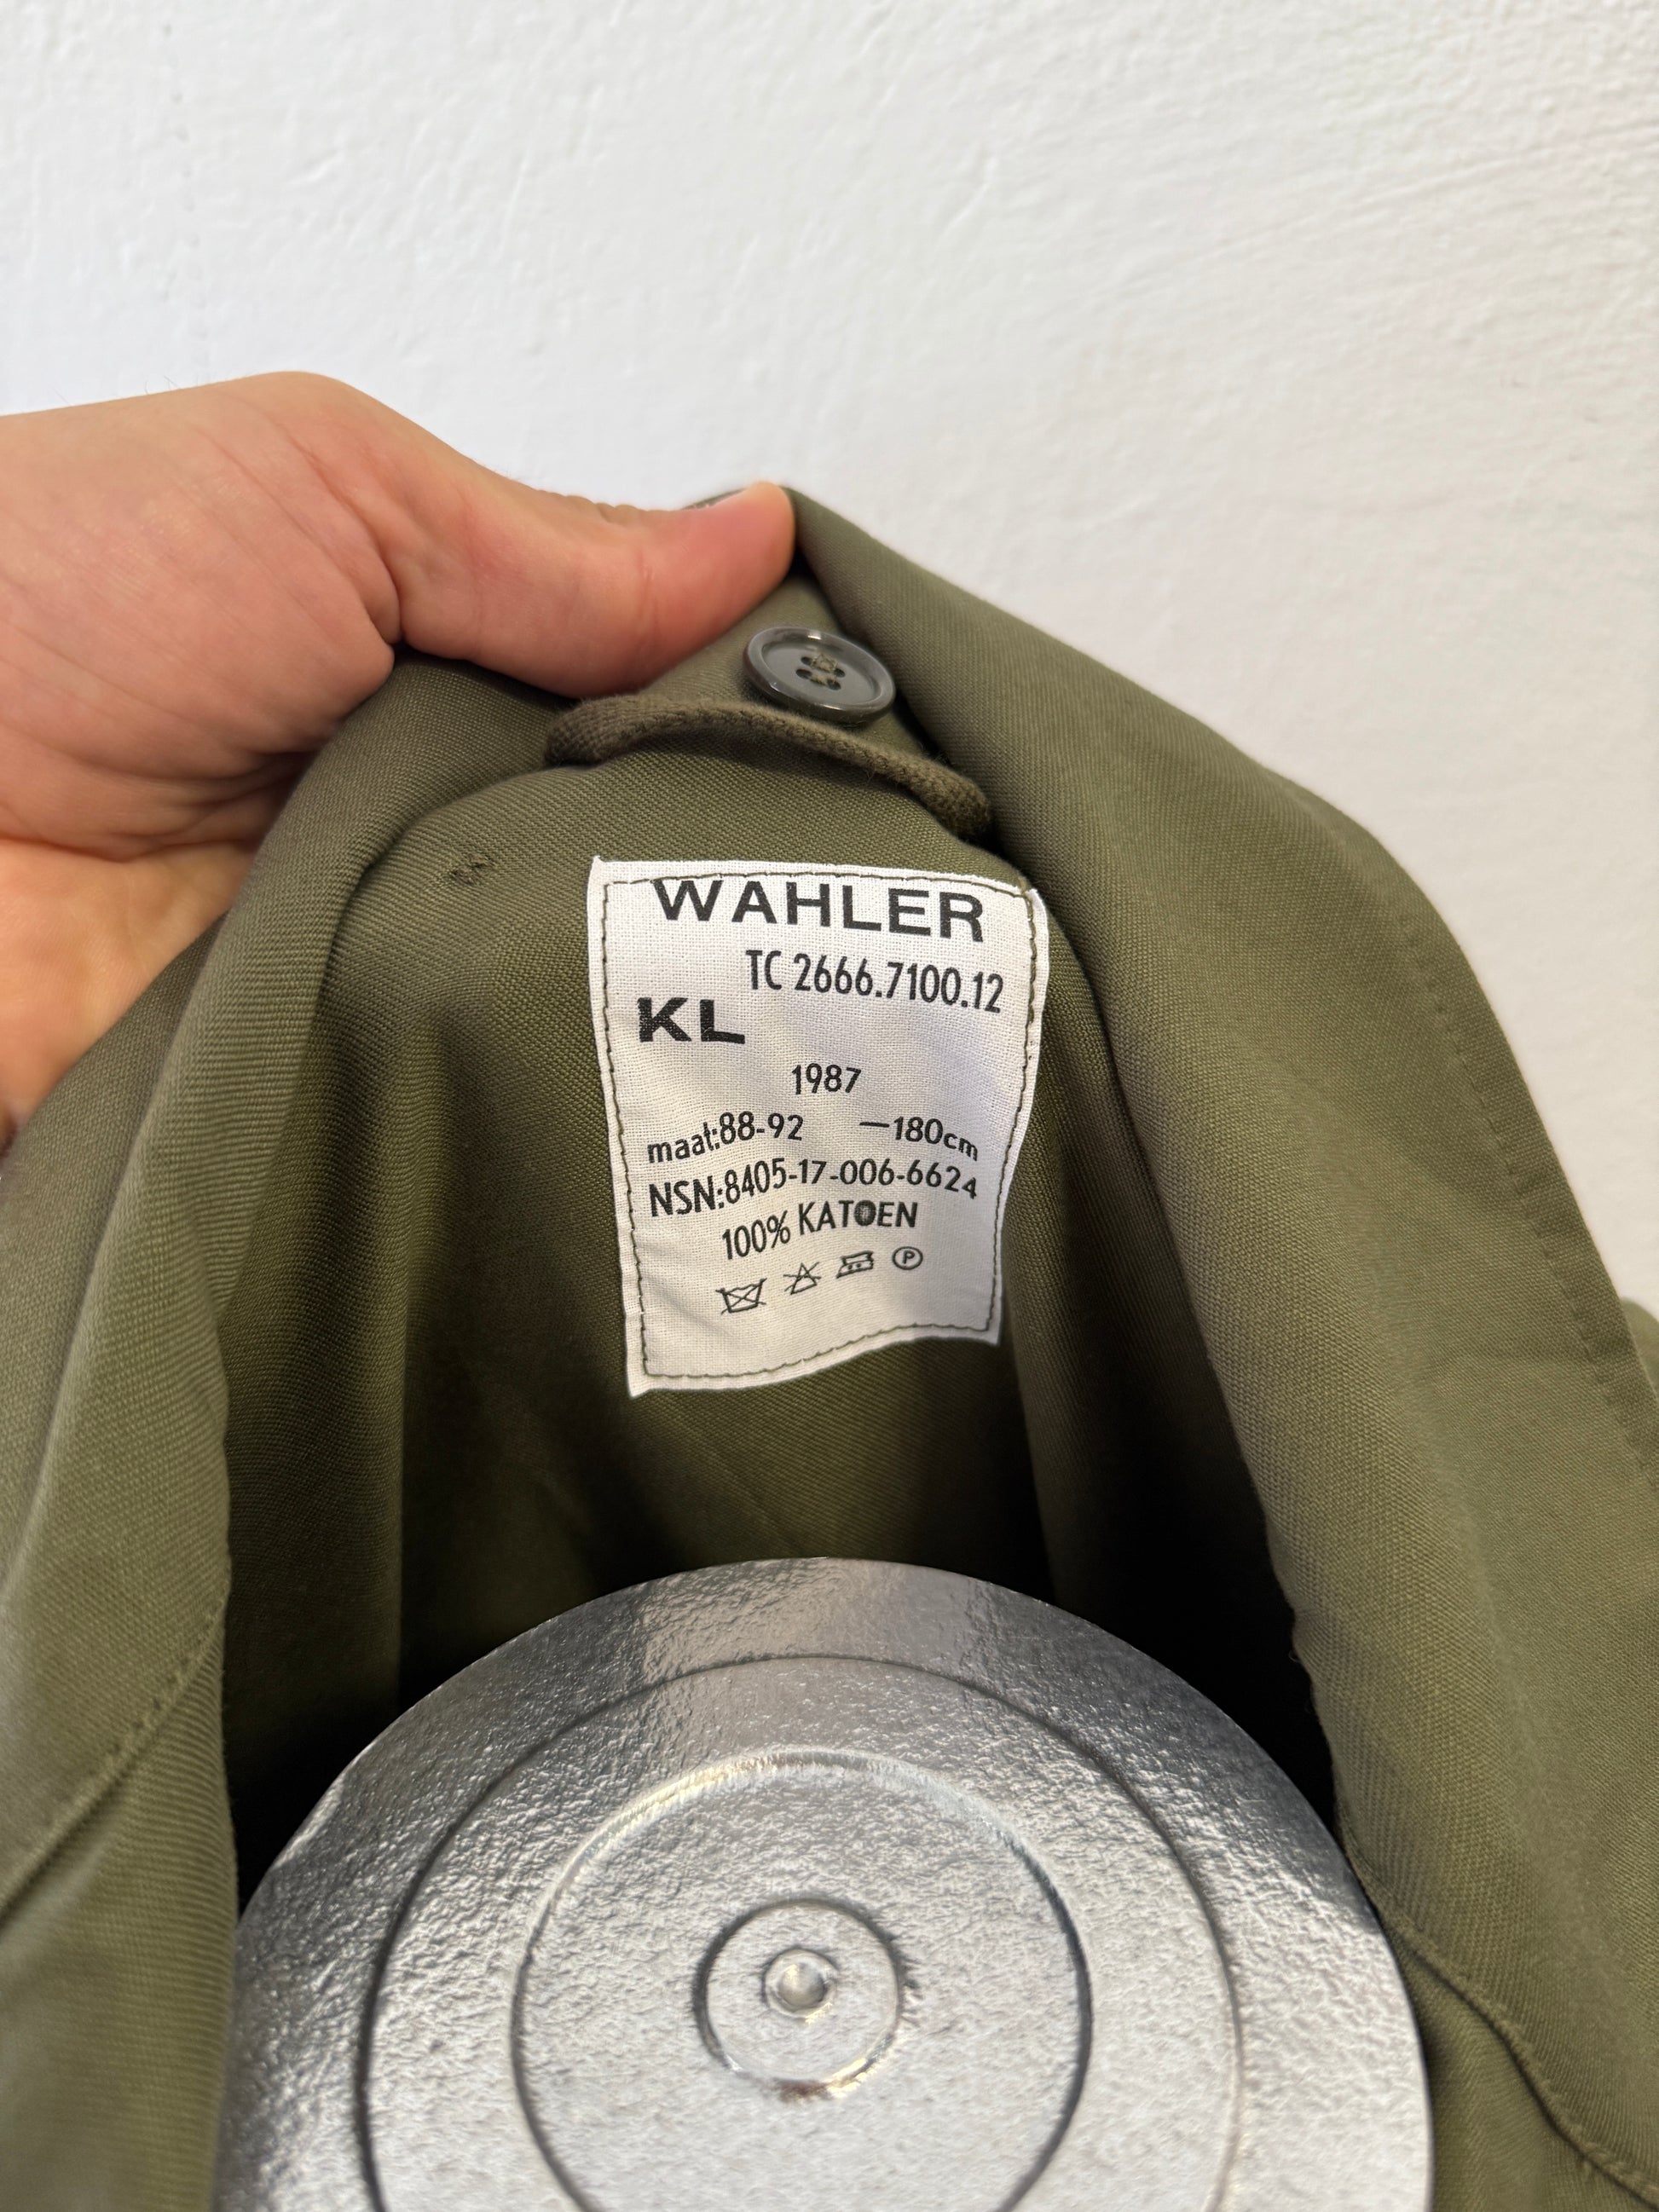 WAHLER
TC 2666.7100.12
KL
1987
maat:88-92 —180cm
NSN:8405-17-006-6624
100% KATOEN
P